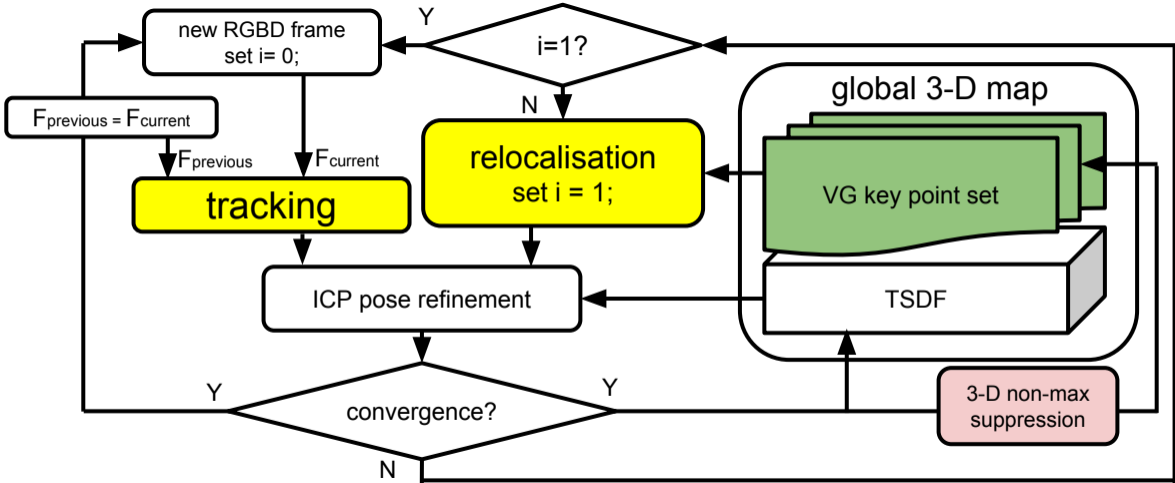 Y
new RGBD frame
set i= 0;
i=1?
N
global 3-D map
Fprevious = Fcurrent
Fprevious
Fcurrent
relocalisation
set i = 1;
tracking
VG key point set
ICP pose refinement
TSDF
Y
convergence?
Y
3-D non-max
suppression
N